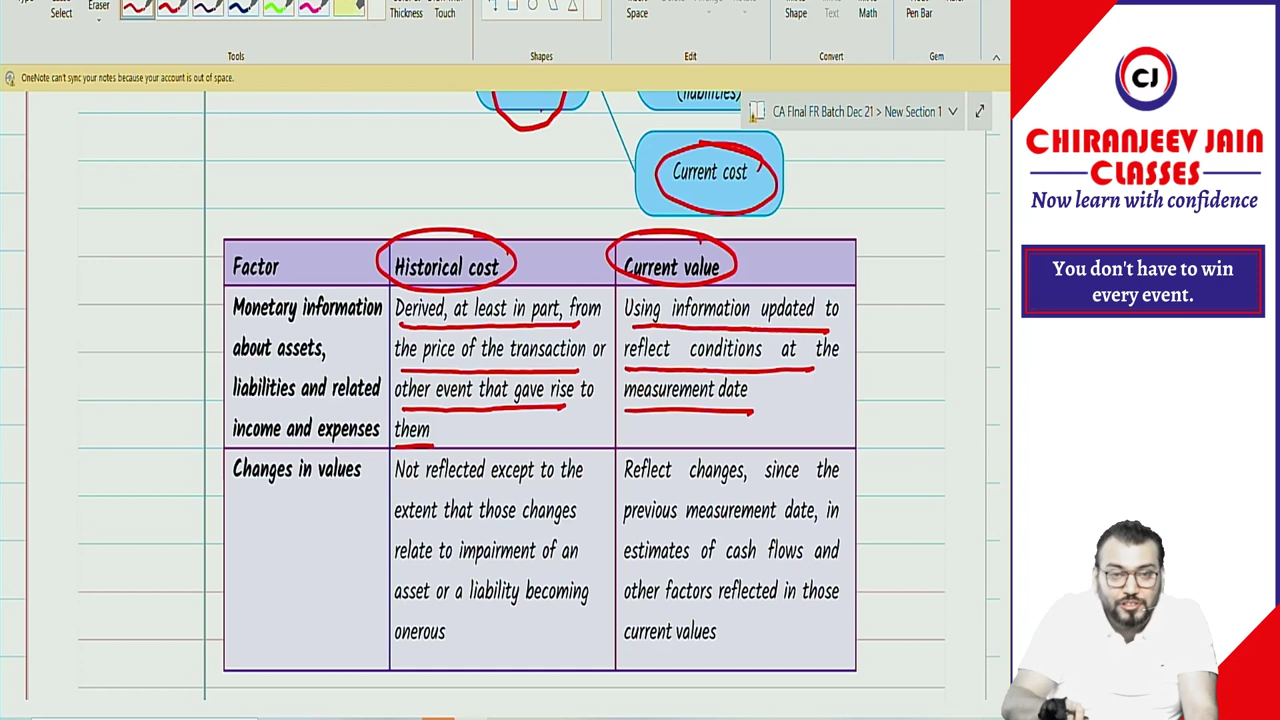 Eraser
Select
Thickness
Touch
Space
Shape
Text
Math
Pen Bar
Tools
Shapes
Edit
Convert
Gem
OneNote can't sync your notes because your account is out of space.
(liabilities)
CA FInal FR Batch Dec 21 > New Section 1
Current cost
Factor
Historical cost
Current value
Monetary information
about assets,
liabilities and related
income and expenses
Derived, at least in part, from
the price of the transaction or
other event that gave rise to
them
Using information updated to
reflect conditions at the
measurement date
Changes in values
Not reflected except to the
extent that those changes
relate to impairment of an
asset or a liability becoming
onerous
Reflect changes, since the
previous measurement date, in
estimates of cash flows and
other factors reflected in those
current values
CJ
CHIRANJEEV JAIN
CLASSES
Now learn with confidence
You don't have to win
every event.